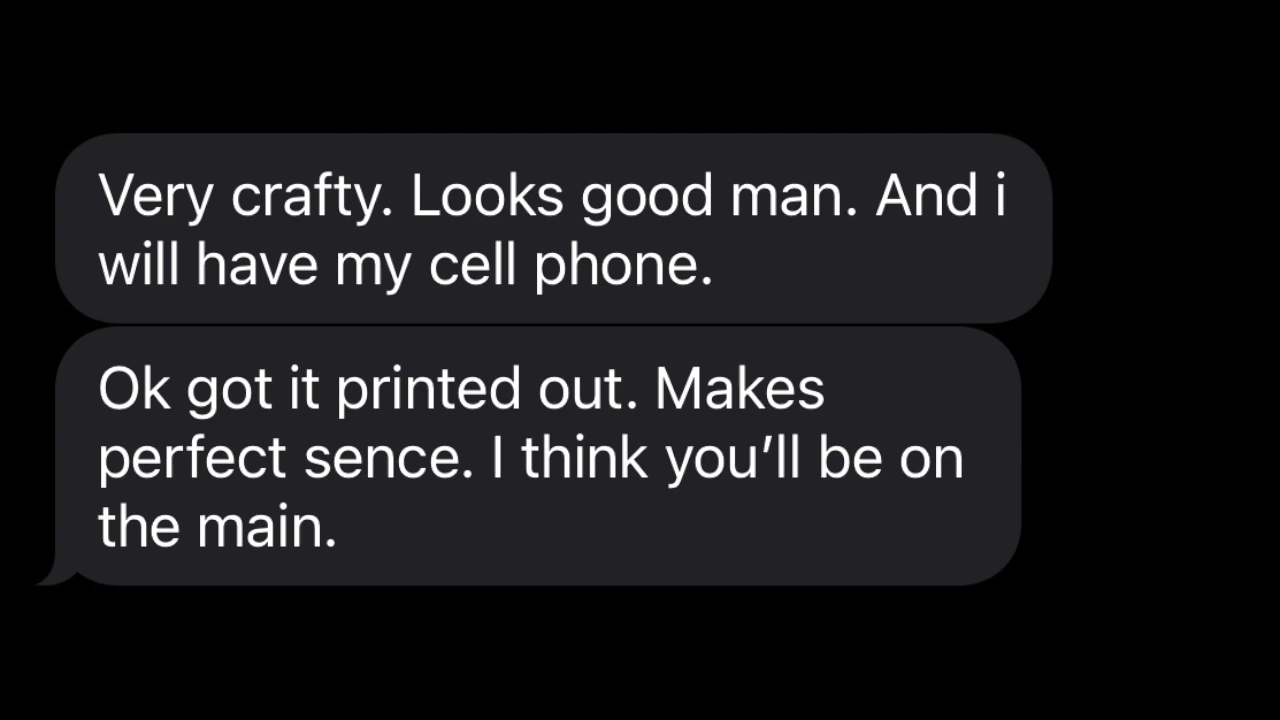 Very crafty. Looks good man. And i
will have my cell phone.
Ok got it printed out. Makes
perfect sence. I think you’ll be on
the main.